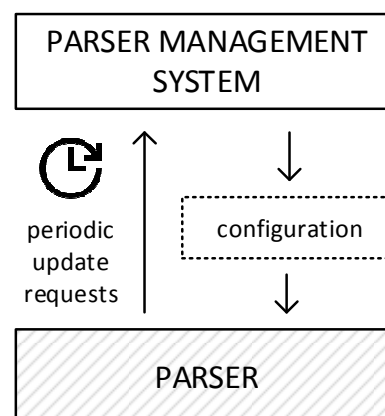 PARSER MANAGEMENT
SYSTEM
periodic
update
requests
configuration
PARSER